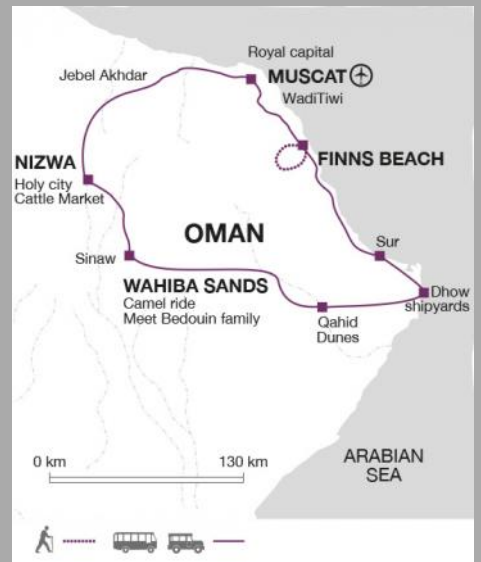 Royal capital
MUSCAT
Jebel Akhdar
WadiTiwi
FINNS BEACH
NIZWA
Holy city
Cattle Market
OMAN
Sur
Sinaw
WAHIBA SANDS
Camel ride
Meet Bedouin family
Dhow
shipyards
Qahid
Dunes
ARABIAN
SEA
0 km 130 km